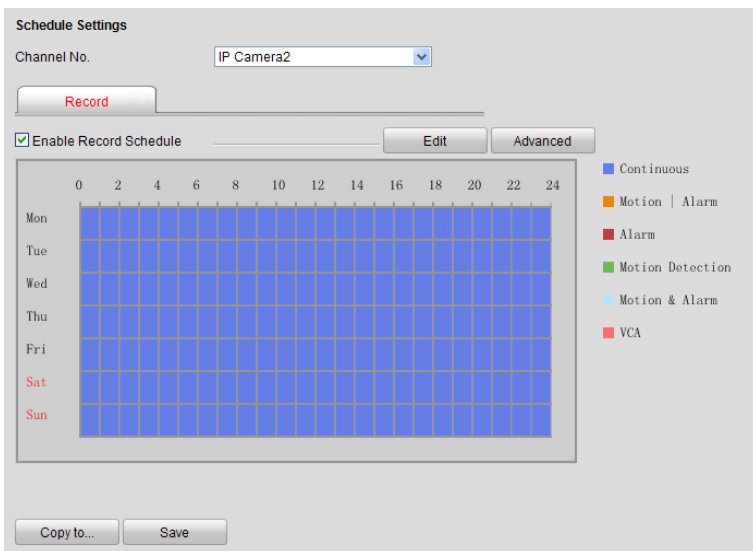 Schedule Settings
Channel No. IP Camera2
Record
Enable Record Schedule Edit Advanced
0 2 4 6 8 10 12 14 16 18 20 22 24
Mon
Tue
Wed
Thu
Fri
Sat
Sun
Continuous
Motion | Alarm
Alarm
Motion Detection
Motion & Alarm
VCA
Copy to... Save